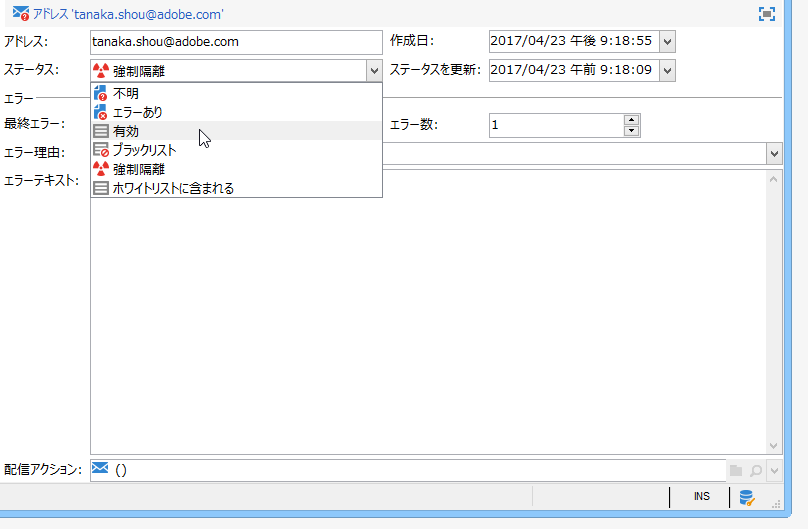 アドレス 'tanaka.shou@adobe.com'
アドレス: tanaka.shou@adobe.com 作成日: 2017/04/23 午後 9:18:55
ステータス: 強制隔離 ステータスを更新: 2017/04/23 午前 9:18:09
不明
エラー
エラーあり
最終エラー: 有効 エラー数: 1
ブラックリスト
エラー理由:
強制隔離
エラーテキスト: ホワイトリストに含まれる
配信アクション: ()
INS